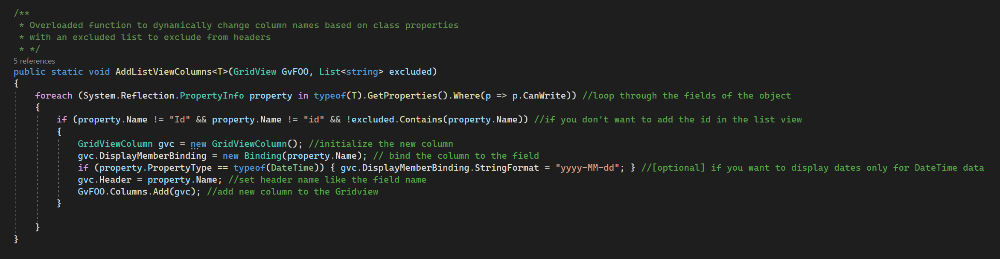 /**
 * Overloaded function to dynamically change column names based on class properties
 * with an excluded list to exclude from headers
 * */
5 references
public static void AddListViewColumns<T>(GridView GvFOO, List<string> excluded)
{
    foreach (System.Reflection.PropertyInfo property in typeof(T).GetProperties().Where(p => p.CanWrite)) //loop through the fields of the object
    {
        if (property.Name != "Id" && property.Name != "id" && !excluded.Contains(property.Name)) //if you don't want to add the id in the list view
        {
            GridViewColumn gvc = new GridViewColumn(); //initialize the new column
            gvc.DisplayMemberBinding = new Binding(property.Name); // bind the column to the field
            if (property.PropertyType == typeof(DateTime)) { gvc.DisplayMemberBinding.StringFormat = "yyyy-MM-dd"; } //[optional] if you want to display dates only for DateTime data
            gvc.Header = property.Name; //set header name like the field name
            GvFOO.Columns.Add(gvc); //add new column to the Gridview
        }
    }
}